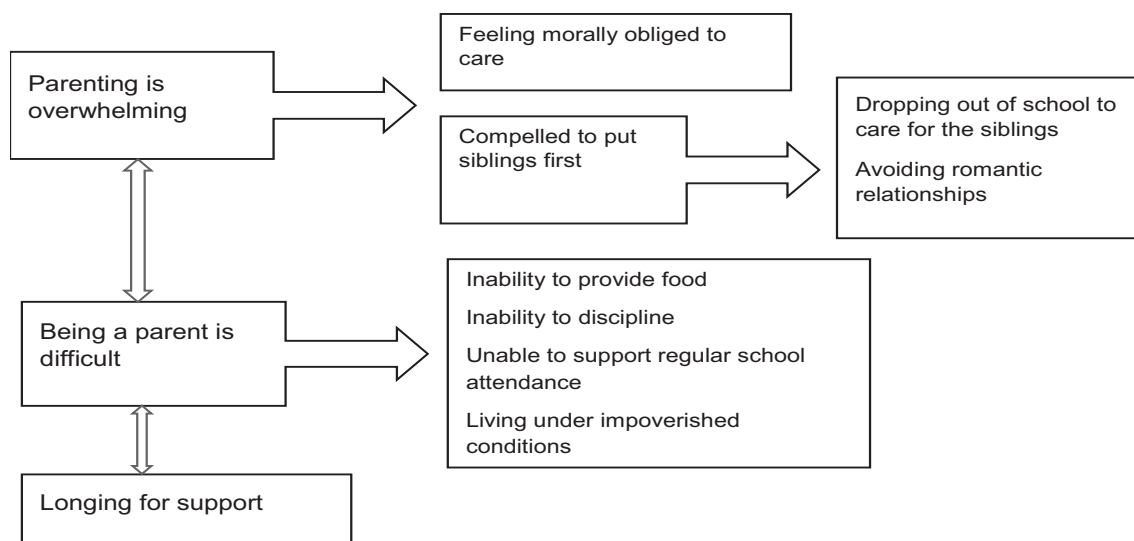 Parenting is
overwhelming
Feeling morally obliged to
care
Compelled to put
siblings first
Dropping out of school to
care for the siblings
Avoiding romantic
relationships
Being a parent is
difficult
Inability to provide food
Inability to discipline
Unable to support regular school
attendance
Living under impoverished
conditions
Longing for support